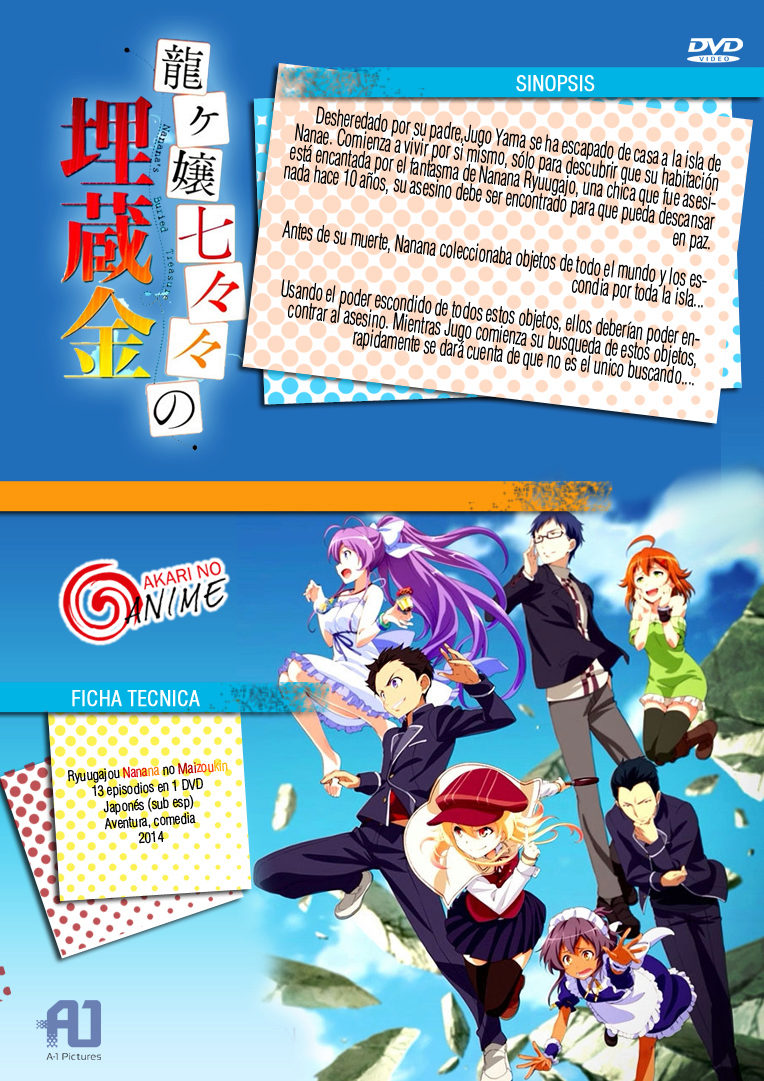 DVD
VIDEO
龍ヶ嬢七々々の
埋蔵金
Nanana's Buried Treasure
SINOPSIS
Desheredado por su padre,Jugo Yama se ha escapado de casa a la isla de
Nanae. Comienza a vivir por si mismo, sólo para descubrir que su habitación
está encantada por el fantasma de Nanana Ryuugajo, una chica que fue asesi-
nada hace 10 años, su asesino debe ser encontrado para que pueda descansar
en paz.
Antes de su muerte, Nanana coleccionaba objetos de todo el mundo y los es-
condia por toda la isla...
Usando el poder escondido de todos estos objetos, ellos deberían poder en-
contrar al asesino. Mientras Jugo comienza su busqueda de estos objetos,
rapidamente se dará cuenta de que no es el unico buscando....
AKARI NO
ANIME
FICHA TECNICA
Ryuugajou Nanana no Maizoukin
13 episodios en 1 DVD
Japonés (sub esp)
Aventura, comedia
2014
A-1 Pictures